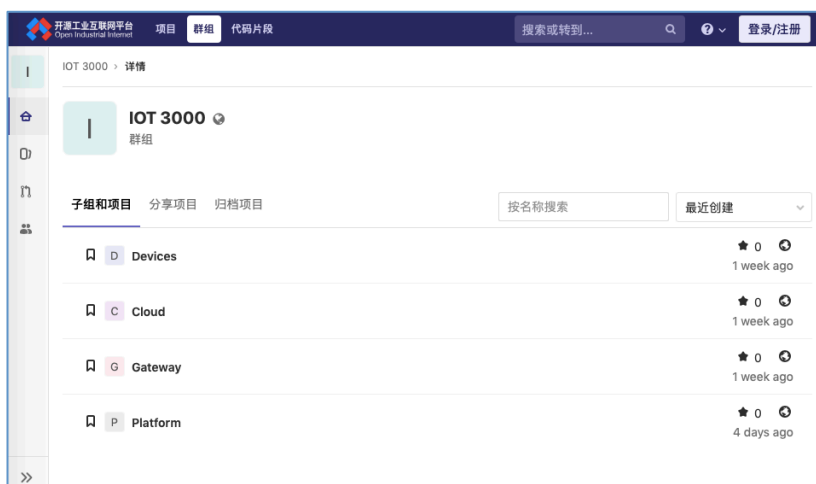 开源工业互联网平台 项目 群组 代码片段 搜索或转到... 登录/注册
Open Industrial Internet
I IOT 3000 > 详情
I IOT 3000
群组
子组和项目 分享项目 归档项目 按名称搜索 最近创建
D Devices 0
1 week ago
C Cloud 0
1 week ago
G Gateway 0
1 week ago
P Platform 0
4 days ago